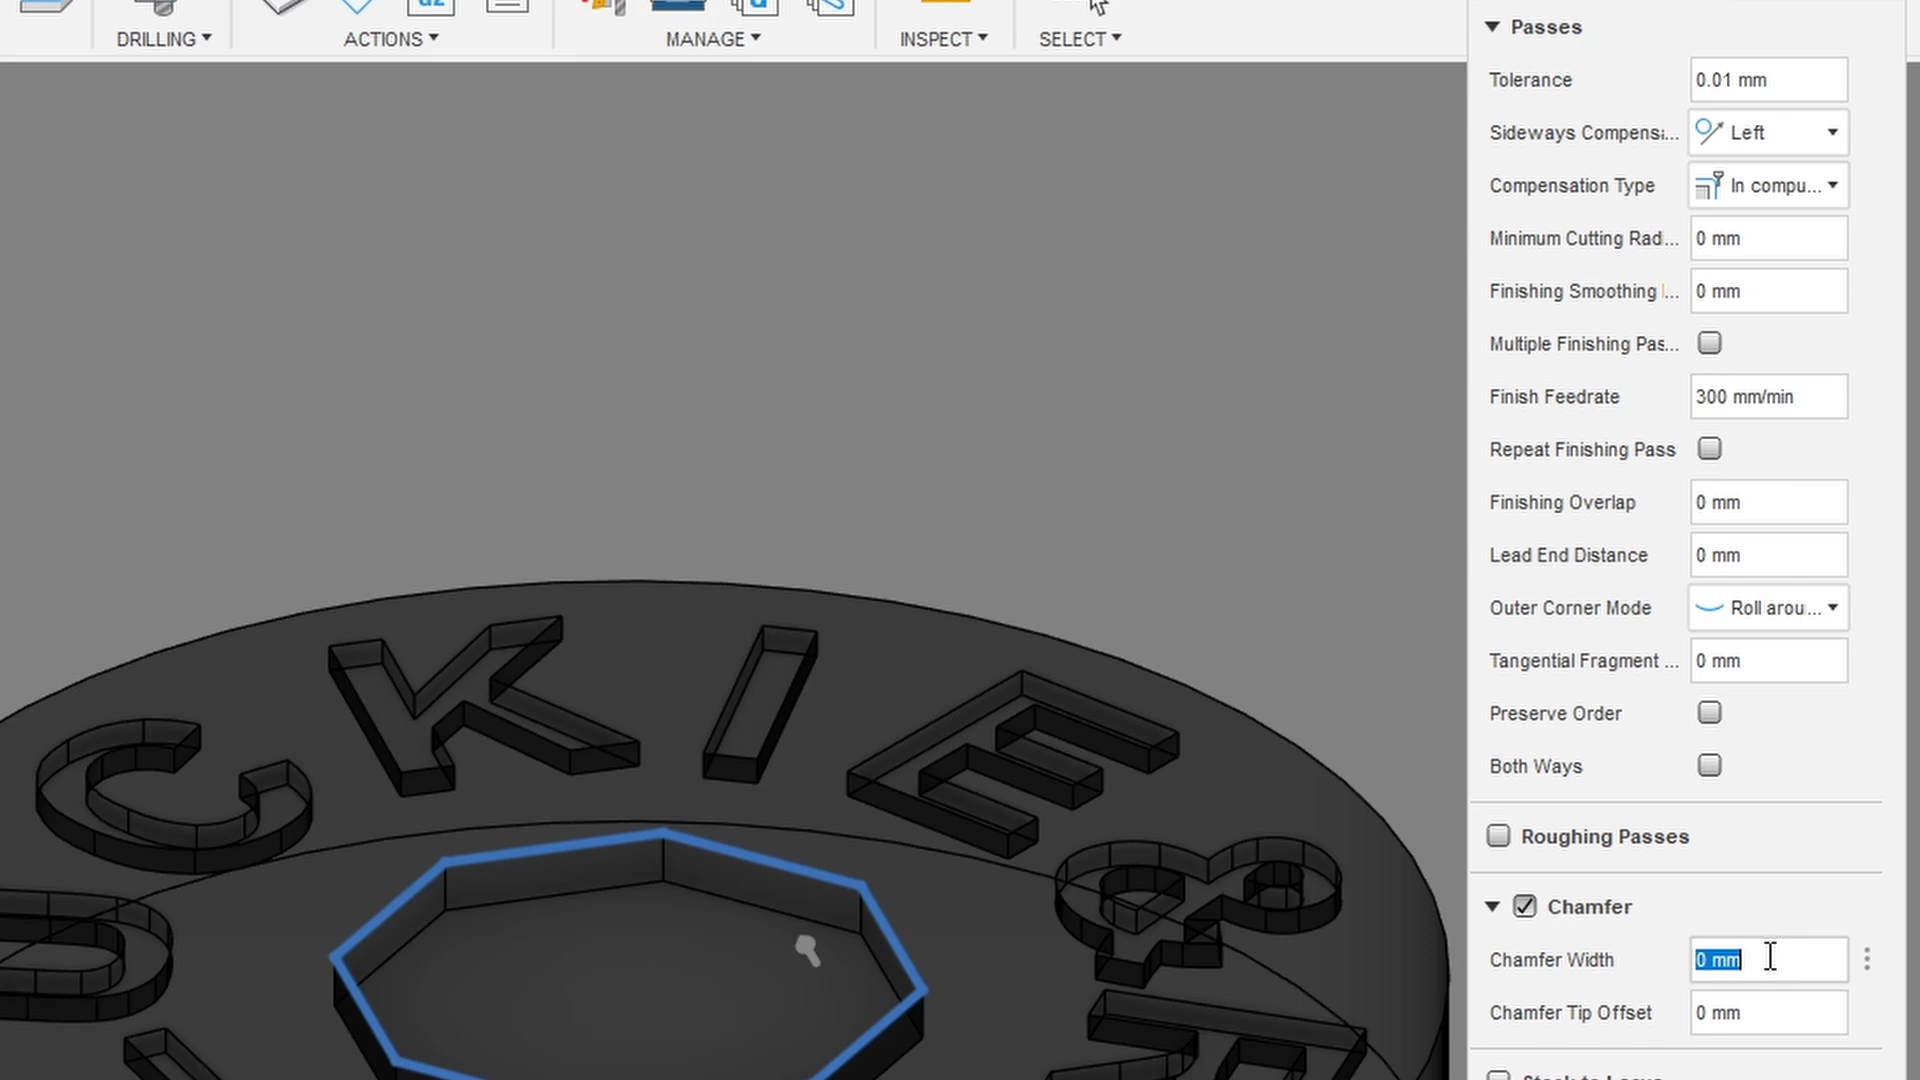 DRILLING
ACTIONS
MANAGE
INSPECT
SELECT
Passes
Tolerance 0.01 mm
Sideways Compens... Left
Compensation Type In compu...
Minimum Cutting Rad... 0 mm
Finishing Smoothing ... 0 mm
Multiple Finishing Pas...
Finish Feedrate 300 mm/min
Repeat Finishing Pass
Finishing Overlap 0 mm
Lead End Distance 0 mm
Outer Corner Mode Roll arou...
Tangential Fragment ... 0 mm
Preserve Order
Both Ways
Roughing Passes
Chamfer
Chamfer Width 0 mm
Chamfer Tip Offset 0 mm
CKIE